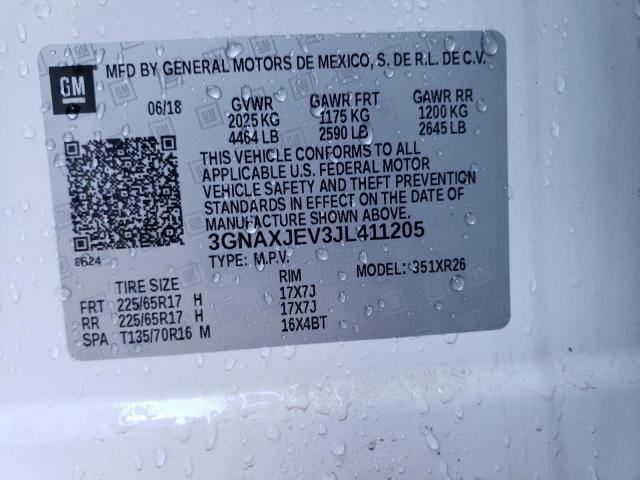 GM
MFD BY GENERAL MOTORS DE MEXICO, S. DE R.L. DE C.V.
06/18 GVWR GAWR FRT GAWR RR
2025 KG 1175 KG 1200 KG
4464 LB 2590 LB 2645 LB
THIS VEHICLE CONFORMS TO ALL
APPLICABLE U.S. FEDERAL MOTOR
VEHICLE SAFETY AND THEFT PREVENTION
STANDARDS IN EFFECT ON THE DATE OF
MANUFACTURE SHOWN ABOVE.
3GNAXJEV3JL411205
8624
TYPE: M.P.V. MODEL: 351XR26
TIRE SIZE RIM
FRT 225/65R17 H 17X7J
RR 225/65R17 H 17X7J
SPA T135/70R16 M 16X4BT